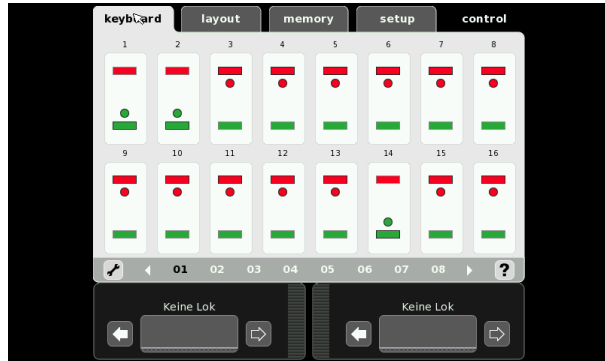 keyboard layout memory setup control
1 2 3 4 5 6 7 8
9 10 11 12 13 14 15 16
01 02 03 04 05 06 07 08 ?
Keine Lok Keine Lok